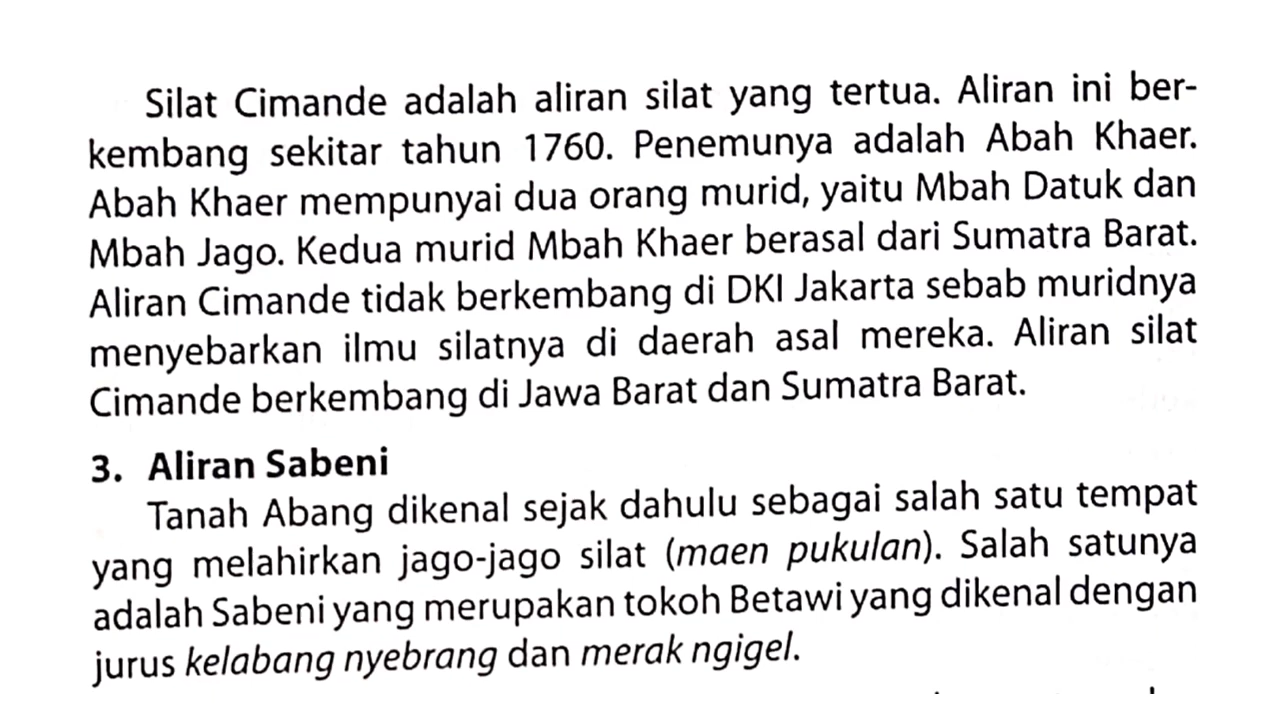 Silat Cimande adalah aliran silat yang tertua. Aliran ini ber-
kembang sekitar tahun 1760. Penemunya adalah Abah Khaer.
Abah Khaer mempunyai dua orang murid, yaitu Mbah Datuk dan
Mbah Jago. Kedua murid Mbah Khaer berasal dari Sumatra Barat.
Aliran Cimande tidak berkembang di DKI Jakarta sebab muridnya
menyebarkan ilmu silatnya di daerah asal mereka. Aliran silat
Cimande berkembang di Jawa Barat dan Sumatra Barat.
3. Aliran Sabeni
Tanah Abang dikenal sejak dahulu sebagai salah satu tempat
yang melahirkan jago-jago silat (maen pukulan). Salah satunya
adalah Sabeni yang merupakan tokoh Betawi yang dikenal dengan
jurus kelabang nyebrang dan merak ngigel.